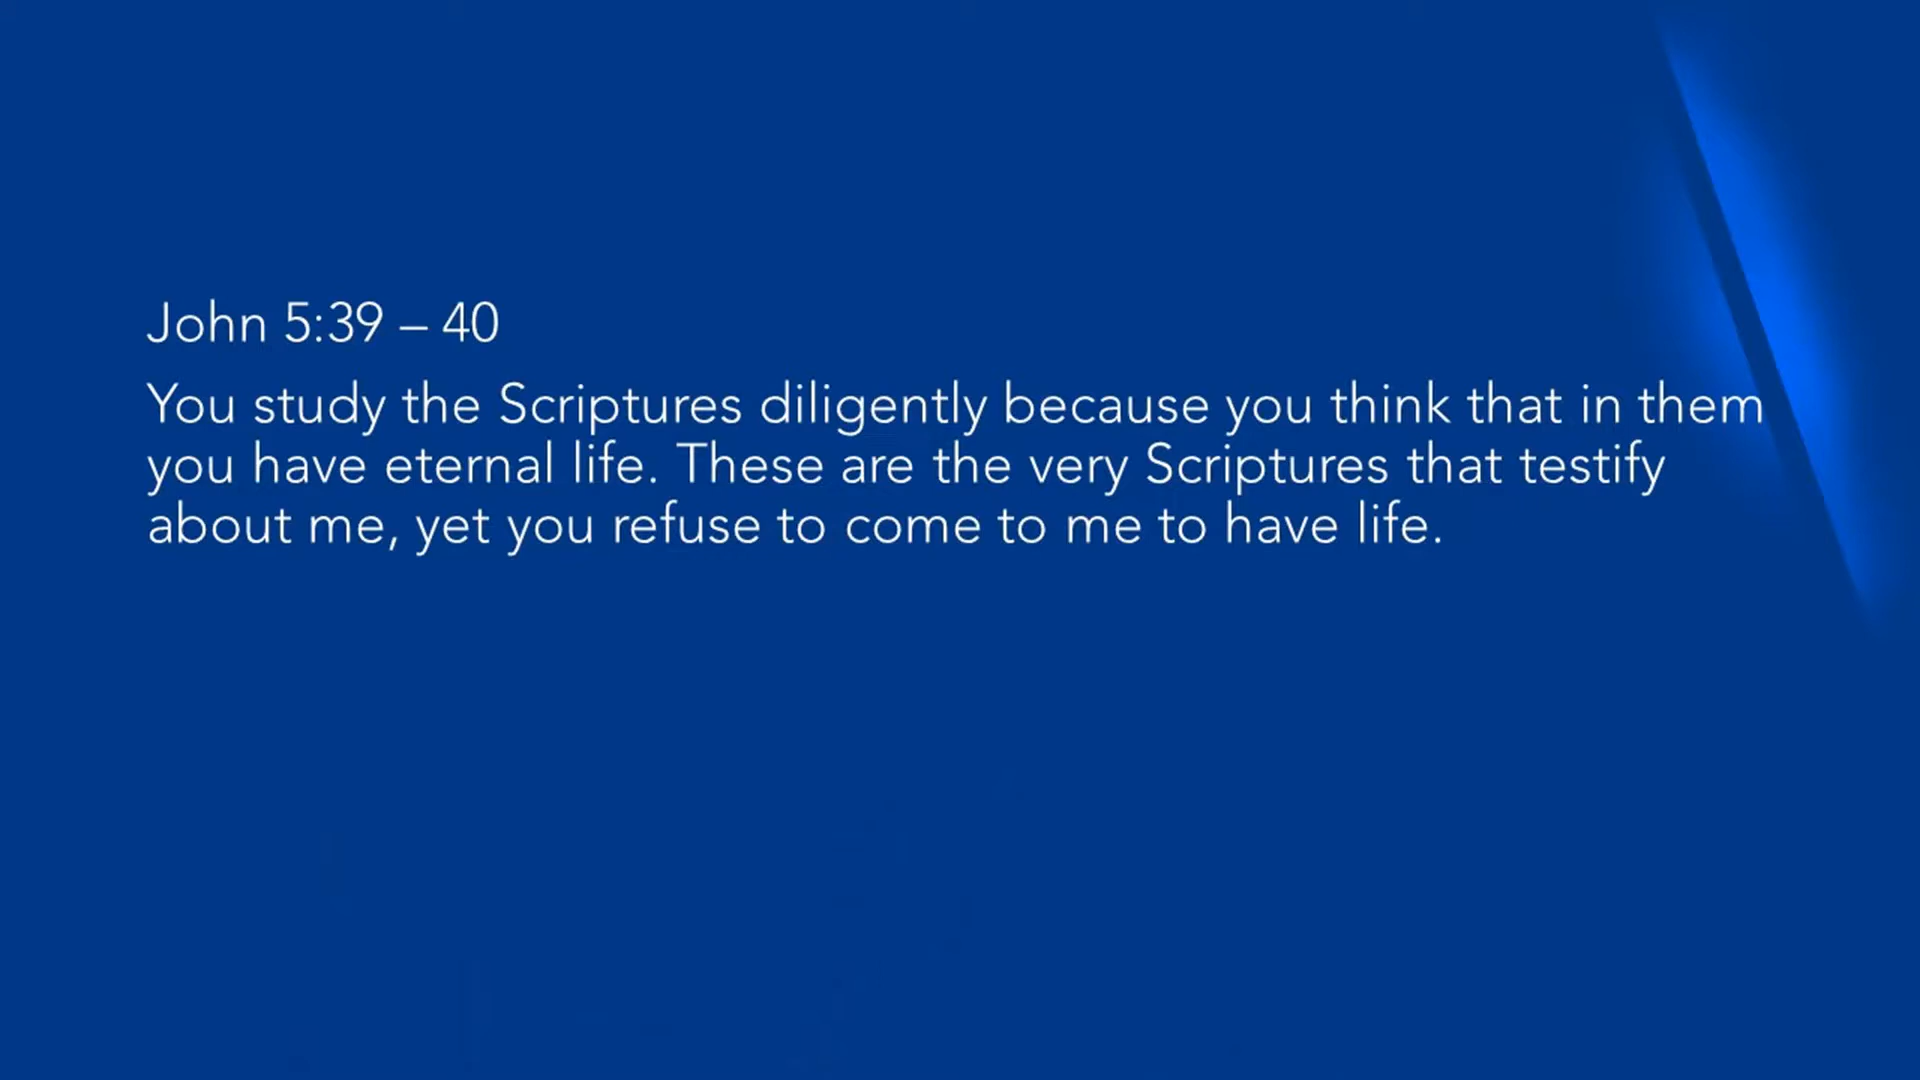 John 5:39 – 40
You study the Scriptures diligently because you think that in them
you have eternal life. These are the very Scriptures that testify
about me, yet you refuse to come to me to have life.